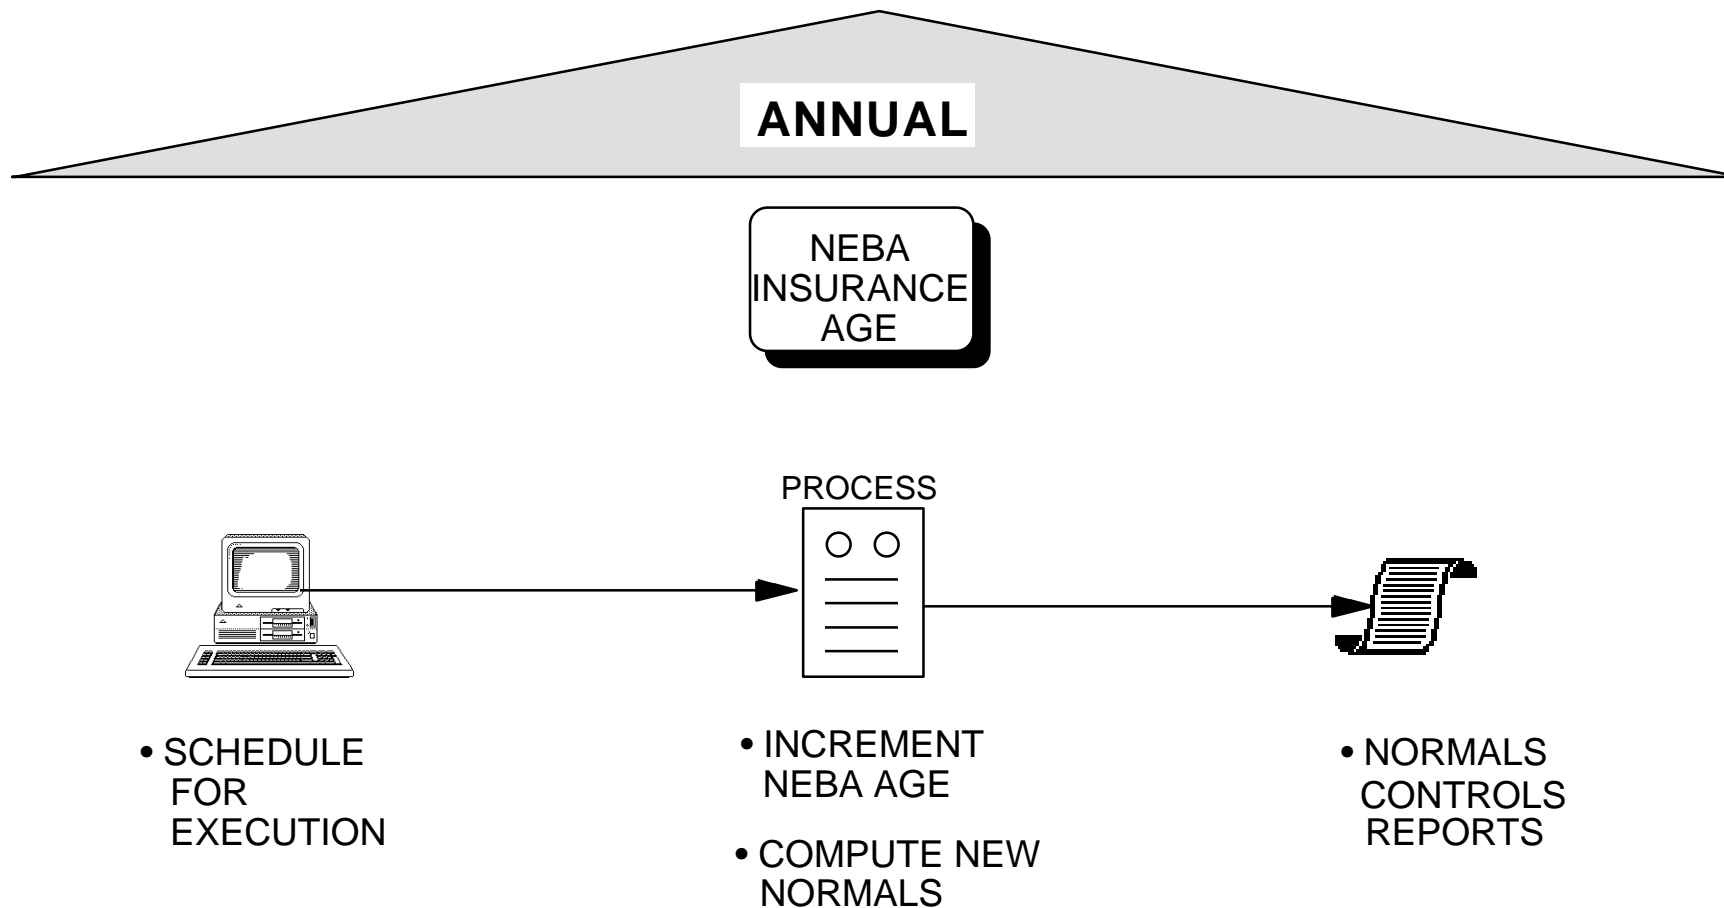 ANNUAL
NEBA
INSURANCE
AGE
PROCESS
• SCHEDULE
FOR
EXECUTION
• INCREMENT
NEBA AGE
• COMPUTE NEW
NORMALS
• NORMALS
CONTROLS
REPORTS